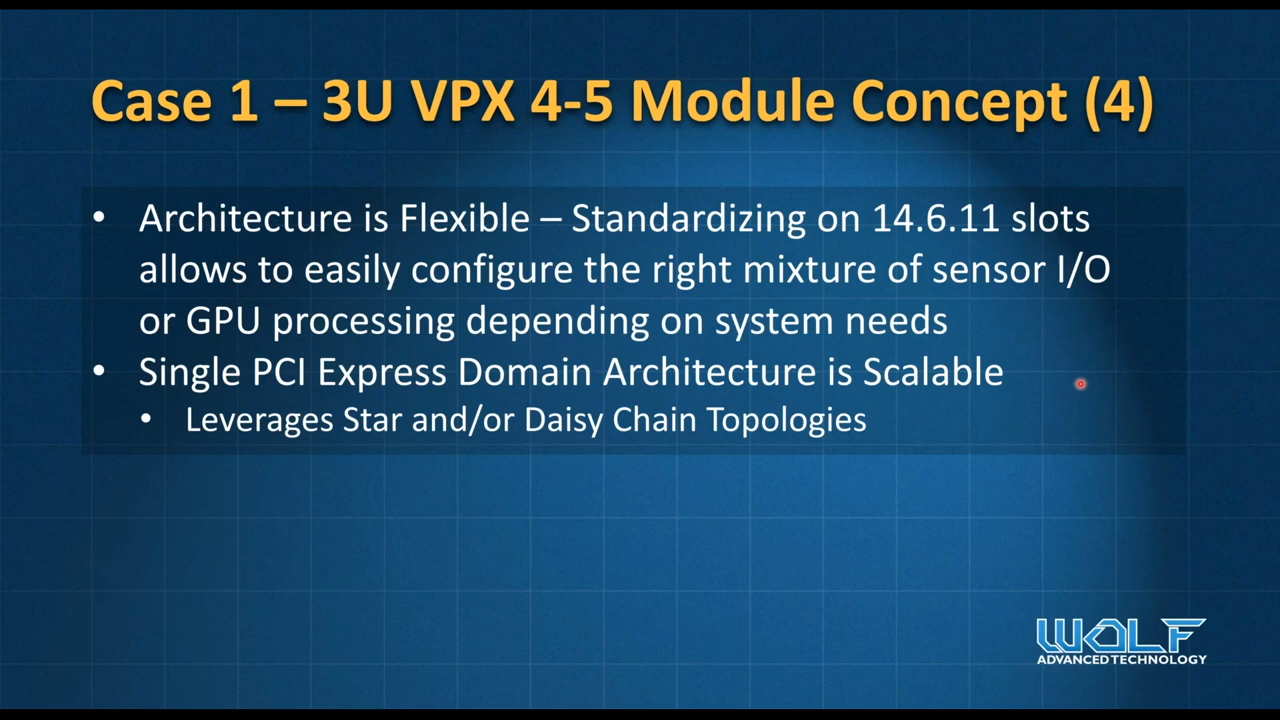 Case 1 – 3U VPX 4-5 Module Concept (4)
• Architecture is Flexible – Standardizing on 14.6.11 slots
allows to easily configure the right mixture of sensor I/O
or GPU processing depending on system needs
• Single PCI Express Domain Architecture is Scalable
• Leverages Star and/or Daisy Chain Topologies
WOLF
ADVANCED TECHNOLOGY